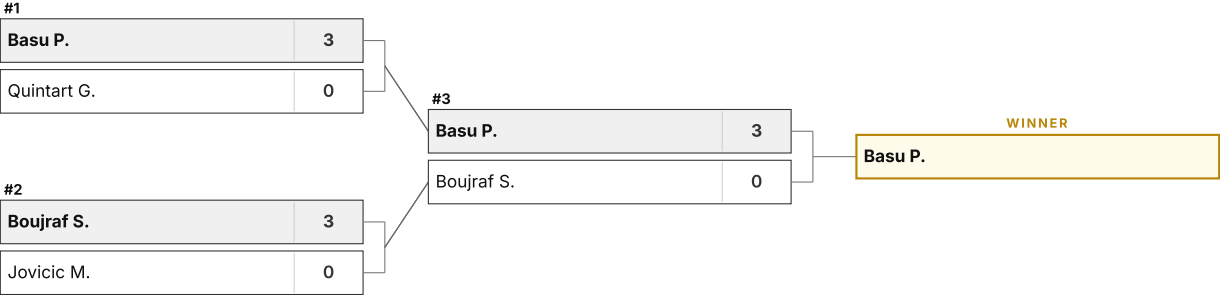 #1
Basu P. 3
Quintart G. 0
#2
Boujraf S. 3
Jovicic M. 0
#3
Basu P. 3
Boujraf S. 0
WINNER
Basu P.